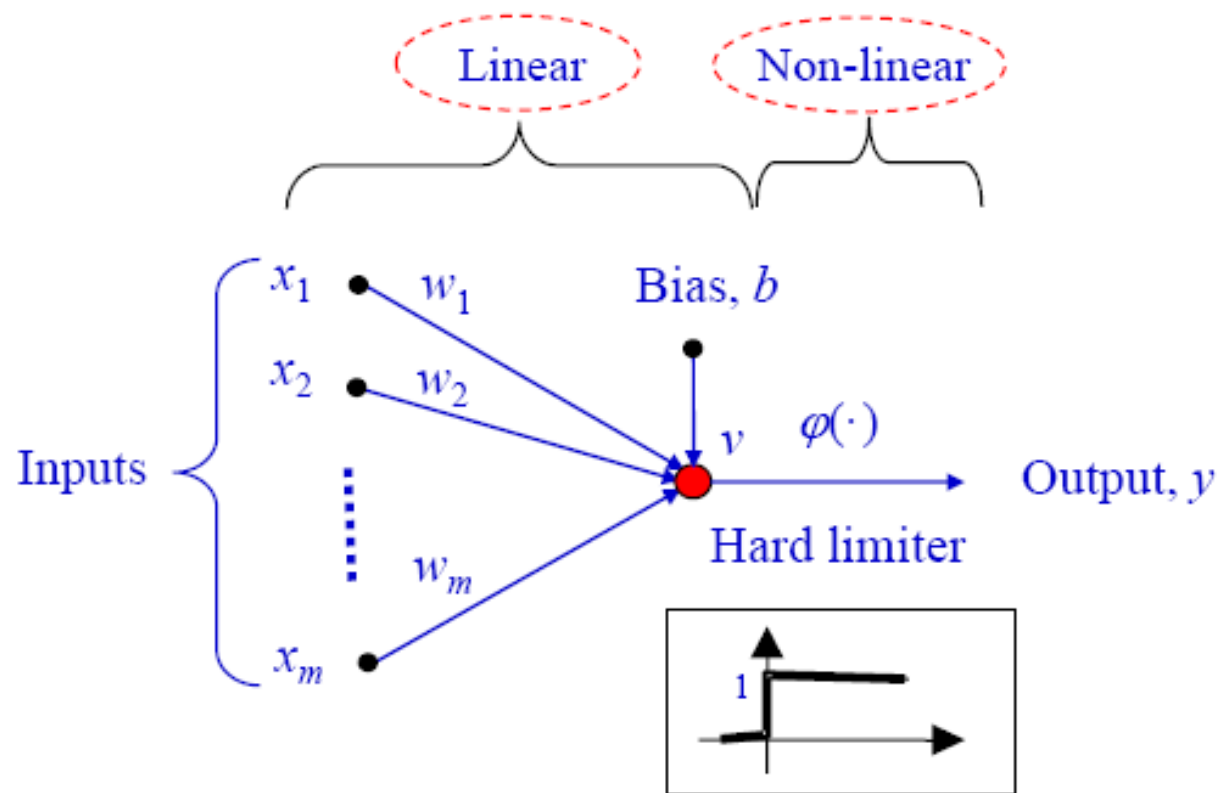 Linear
Non-linear
x1
w1
Bias, b
x2
w2
v
φ(·)
Inputs
Output, y
Hard limiter
wm
xm
1